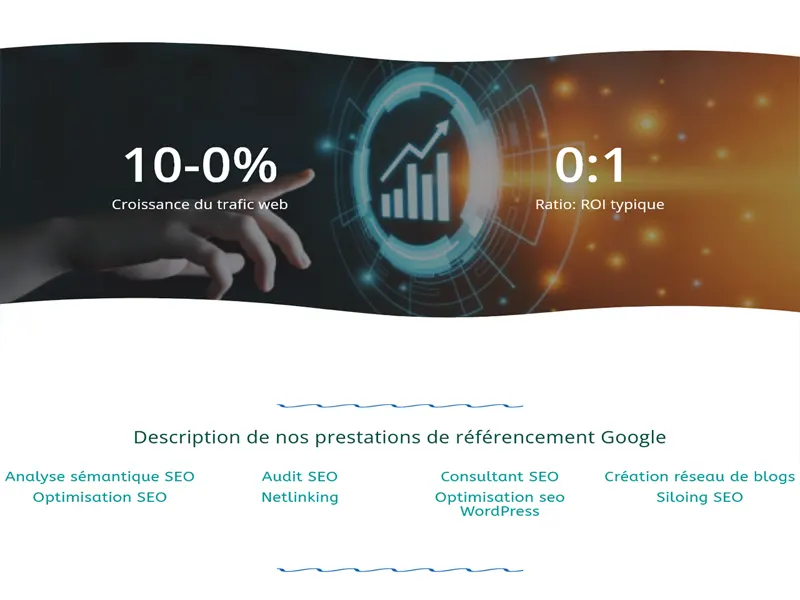 10-0%
Croissance du trafic web
0:1
Ratio: ROI typique
Description de nos prestations de référencement Google
Analyse sémantique SEO
Audit SEO
Consultant SEO
Création réseau de blogs
Optimisation SEO
Netlinking
Optimisation seo
WordPress
Siloing SEO